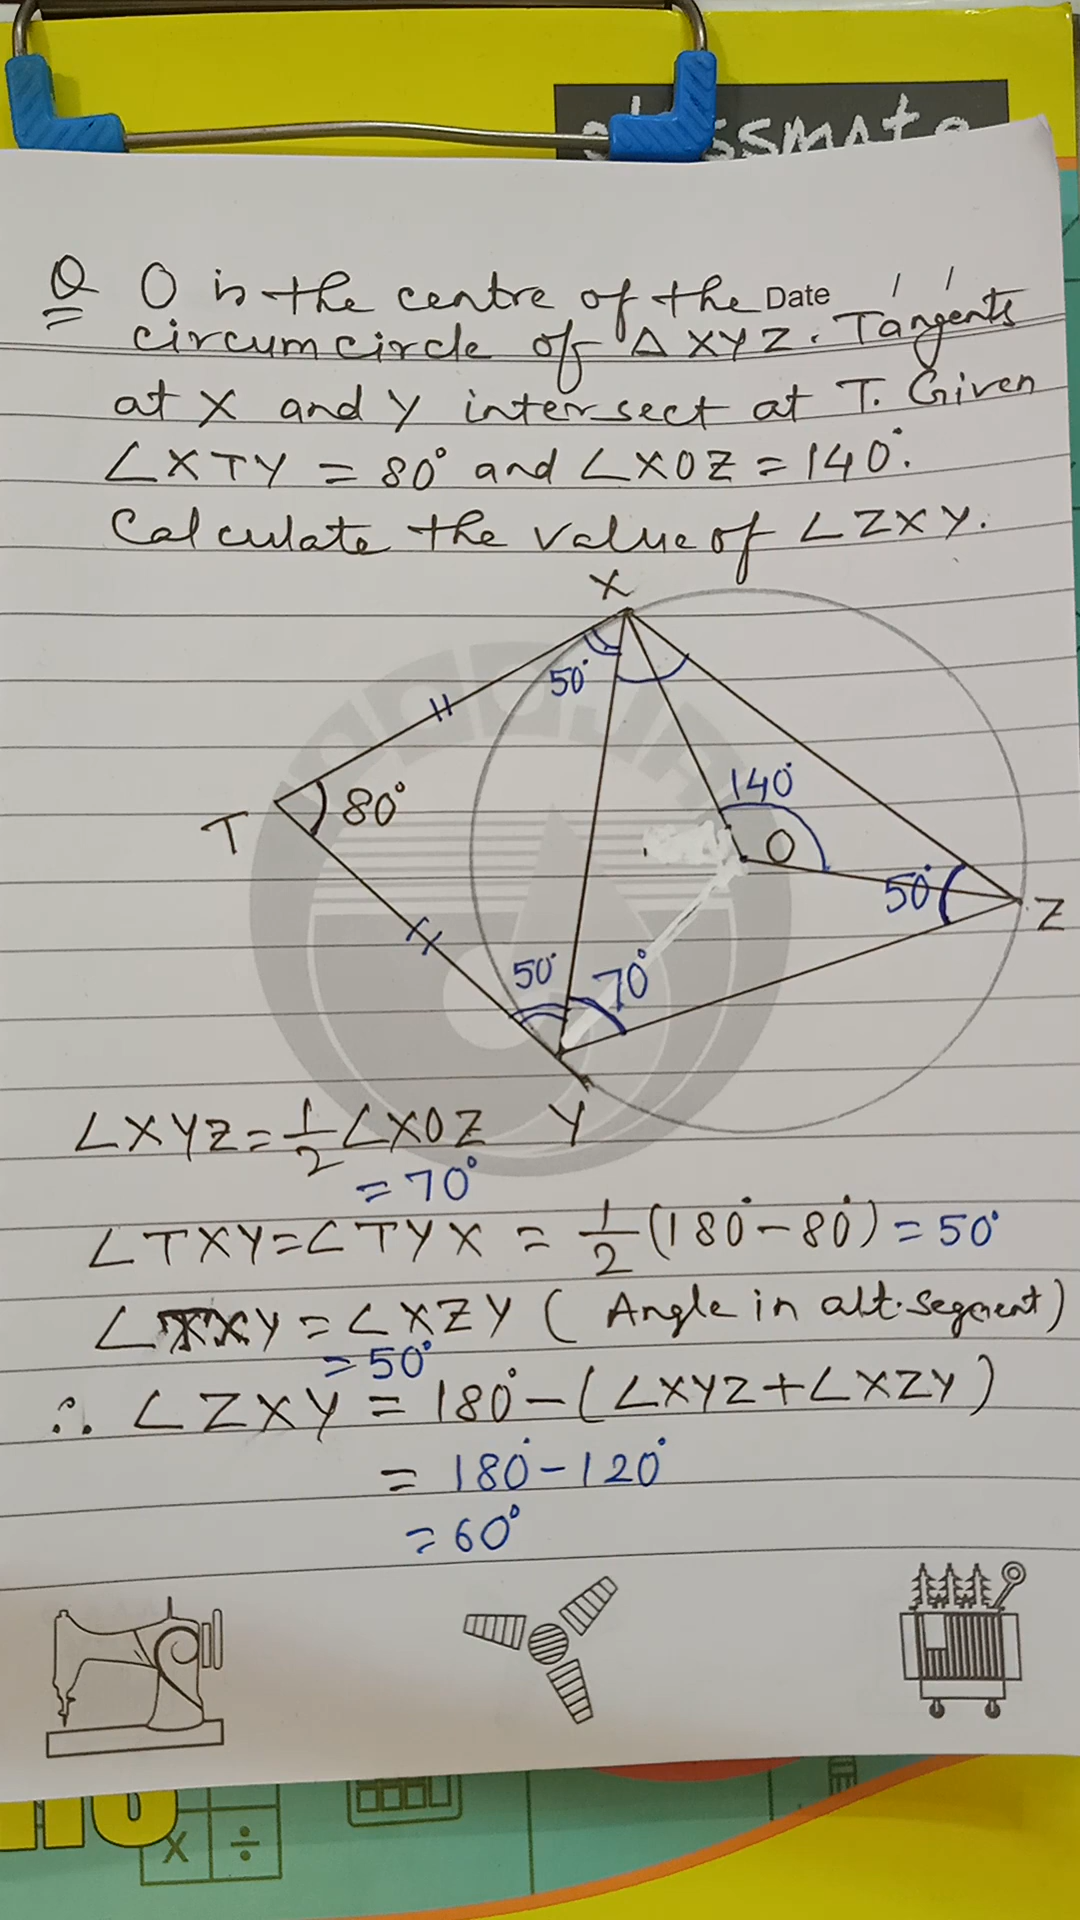 classmate
Q O is the centre of the Date / /
circumcircle of ΔXYZ. Tangents
at X and Y intersect at T. Given
∠XTY = 80° and ∠XOZ = 140°.
Calculate the value of ∠ZXY.
X
50°
140°
80°
T
O
50°
Z
50° 70°
∠XYZ = 1/2 ∠XOZ Y
= 70°
∠TXY = ∠TYX = 1/2 (180° - 80°) = 50°
∠TXY = ∠XZY ( Angle in alt. segment)
= 50°
∴ ∠ZXY = 180° - (∠XYZ + ∠XZY)
= 180° - 120°
= 60°
x ÷